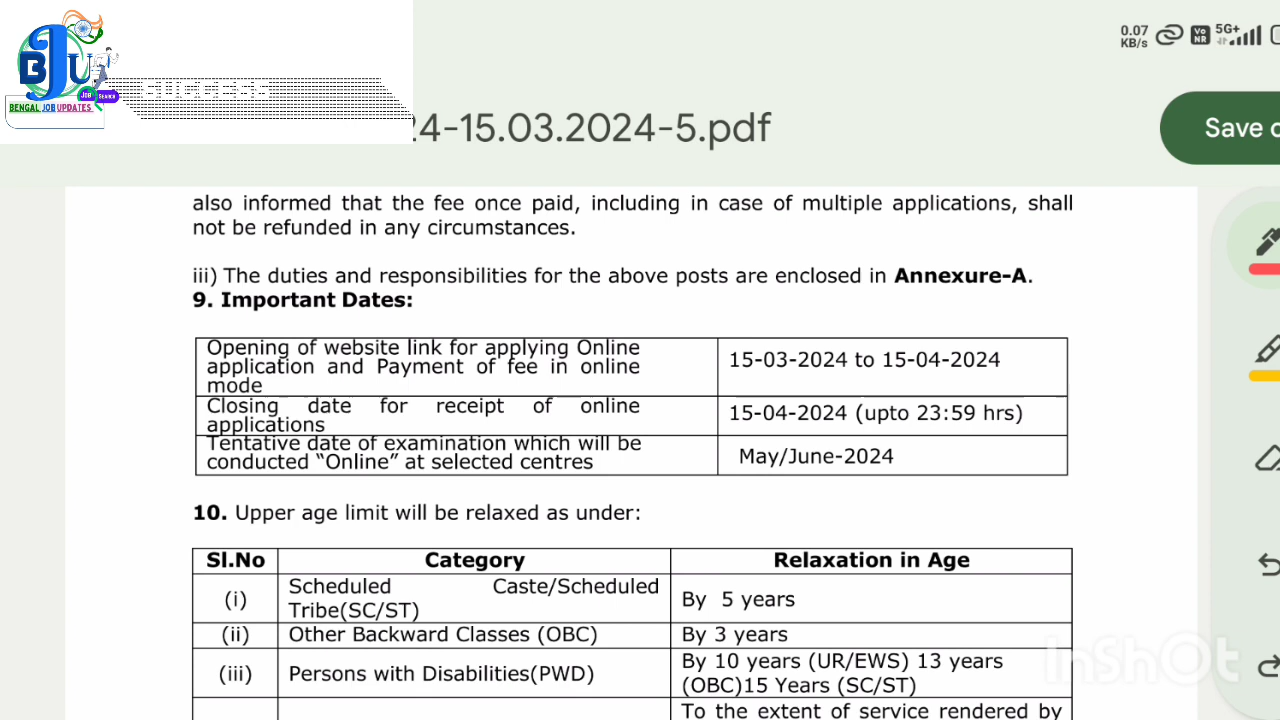 0.07
KB/s
Vo
NR
5G+
BJU
BENGAL JOB UPDATES
JOB SEARCH
24-15.03.2024-5.pdf
Save
also informed that the fee once paid, including in case of multiple applications, shall
not be refunded in any circumstances.
iii) The duties and responsibilities for the above posts are enclosed in Annexure-A.
9. Important Dates:
Opening of website link for applying Online
application and Payment of fee in online
mode
15-03-2024 to 15-04-2024
Closing date for receipt of online
applications
15-04-2024 (upto 23:59 hrs)
Tentative date of examination which will be
conducted “Online” at selected centres
May/June-2024
10. Upper age limit will be relaxed as under:
Sl.No Category Relaxation in Age
(i) Scheduled Caste/Scheduled
Tribe(SC/ST)
By 5 years
(ii) Other Backward Classes (OBC) By 3 years
(iii) Persons with Disabilities(PWD)
By 10 years (UR/EWS) 13 years
(OBC)15 Years (SC/ST)
To the extent of service rendered by
InShOt